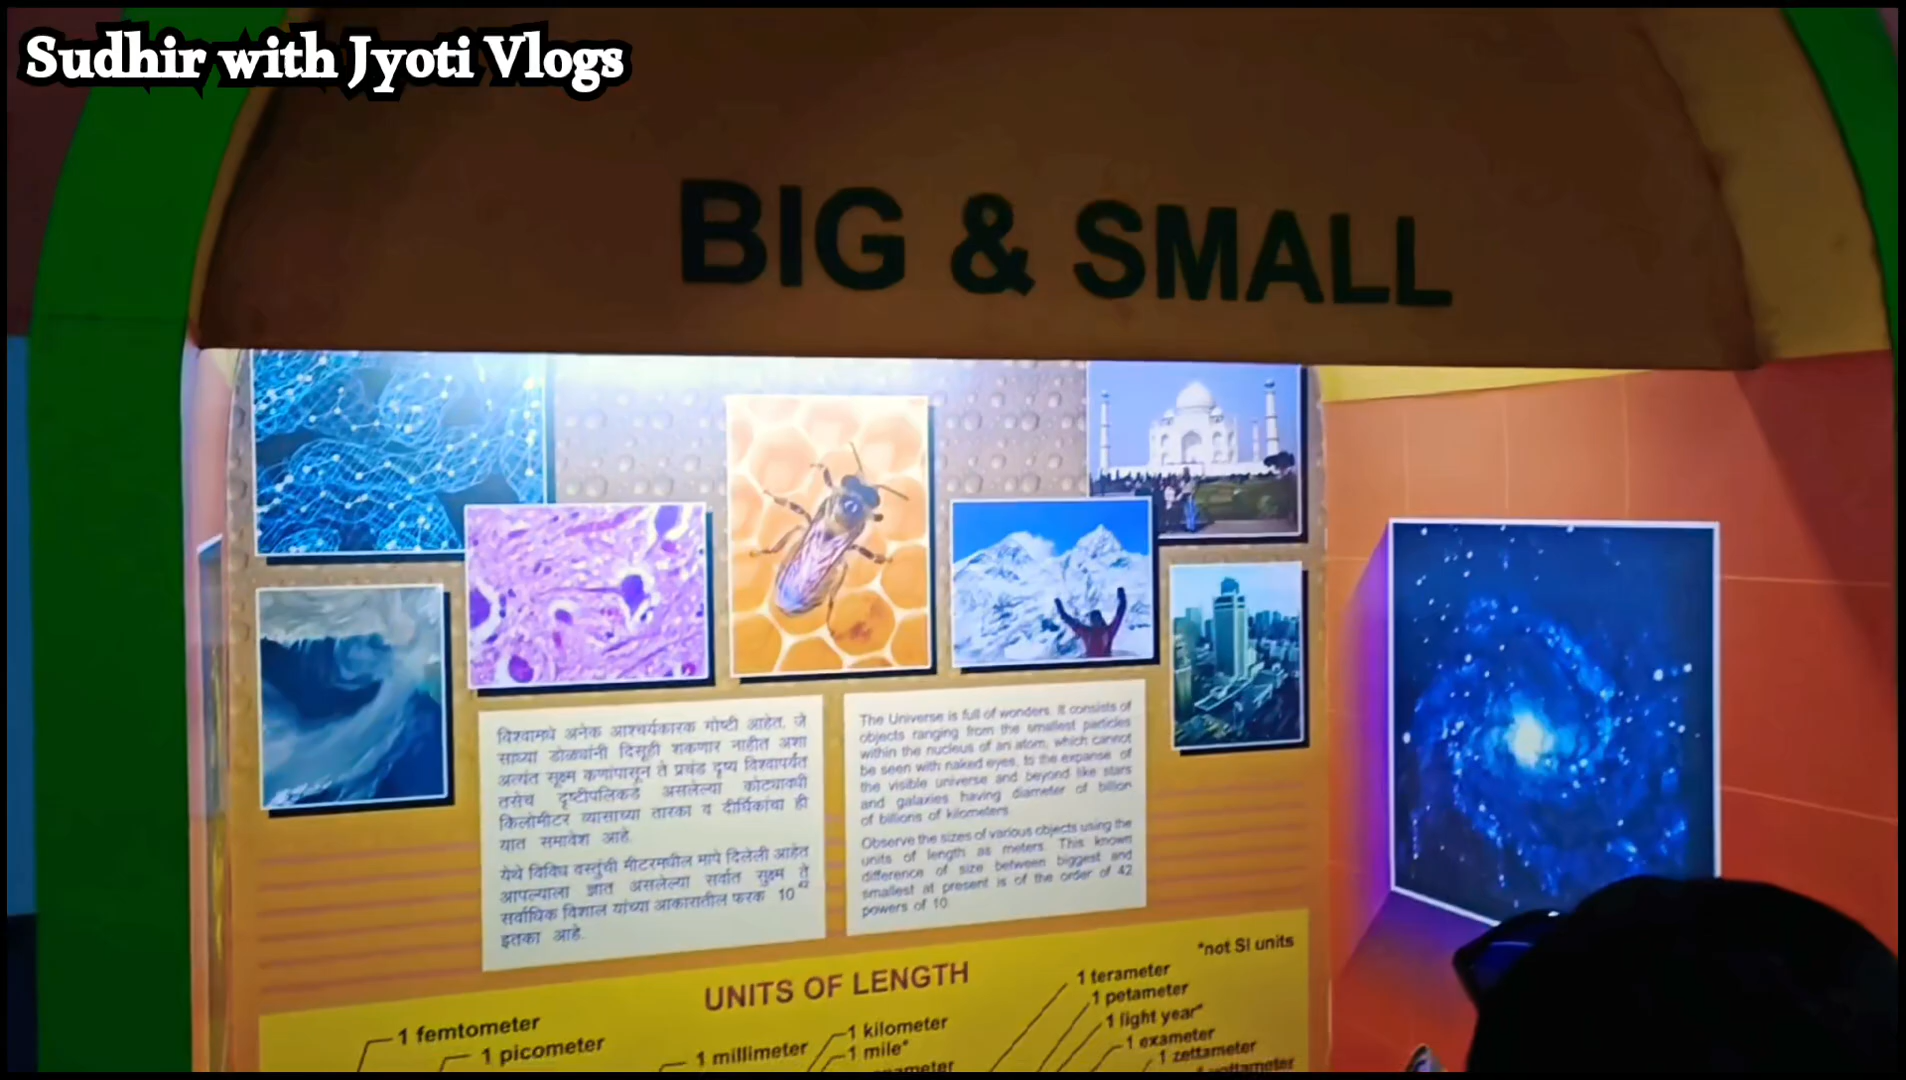 Sudhir with Jyoti Vlogs
BIG & SMALL
विश्वामधे अनेक आश्चर्यकारक गोष्टी आहेत. जे
साध्या डोळ्यांनी दिसूही शकणार नाहीत अशा
अत्यंत सूक्ष्म कणांपासून ते प्रचंड दृष्य विश्वापर्यंत
तसेच दृष्टीपलिकडे असलेल्या कोट्यावधी
किलोमीटर व्यासाच्या तारका व दीर्घिकांचा ही
यात समावेश आहे.
येथे विविध वस्तुंची मीटरमधील मापे दिलेली आहेत
आपल्याला ज्ञात असलेल्या सर्वात सुक्ष्म ते
सर्वाधिक विशाल यांच्या आकारातील फरक 10⁴²
इतका आहे.
The Universe is full of wonders. It consists of
objects ranging from the smallest particles
within the nucleus of an atom, which cannot
be seen with naked eyes, to the expanse of
the visible universe and beyond like stars
and galaxies having diameter of billion
of billions of kilometers.
Observe the sizes of various objects using the
units of length as meters. This known
difference of size between biggest and
smallest at present is of the order of 42
powers of 10.
*not SI units
UNITS OF LENGTH
1 femtometer
1 picometer
1 millimeter
1 kilometer
1 mile*
1 terameter
1 petameter
1 light year*
1 exameter
1 zettameter